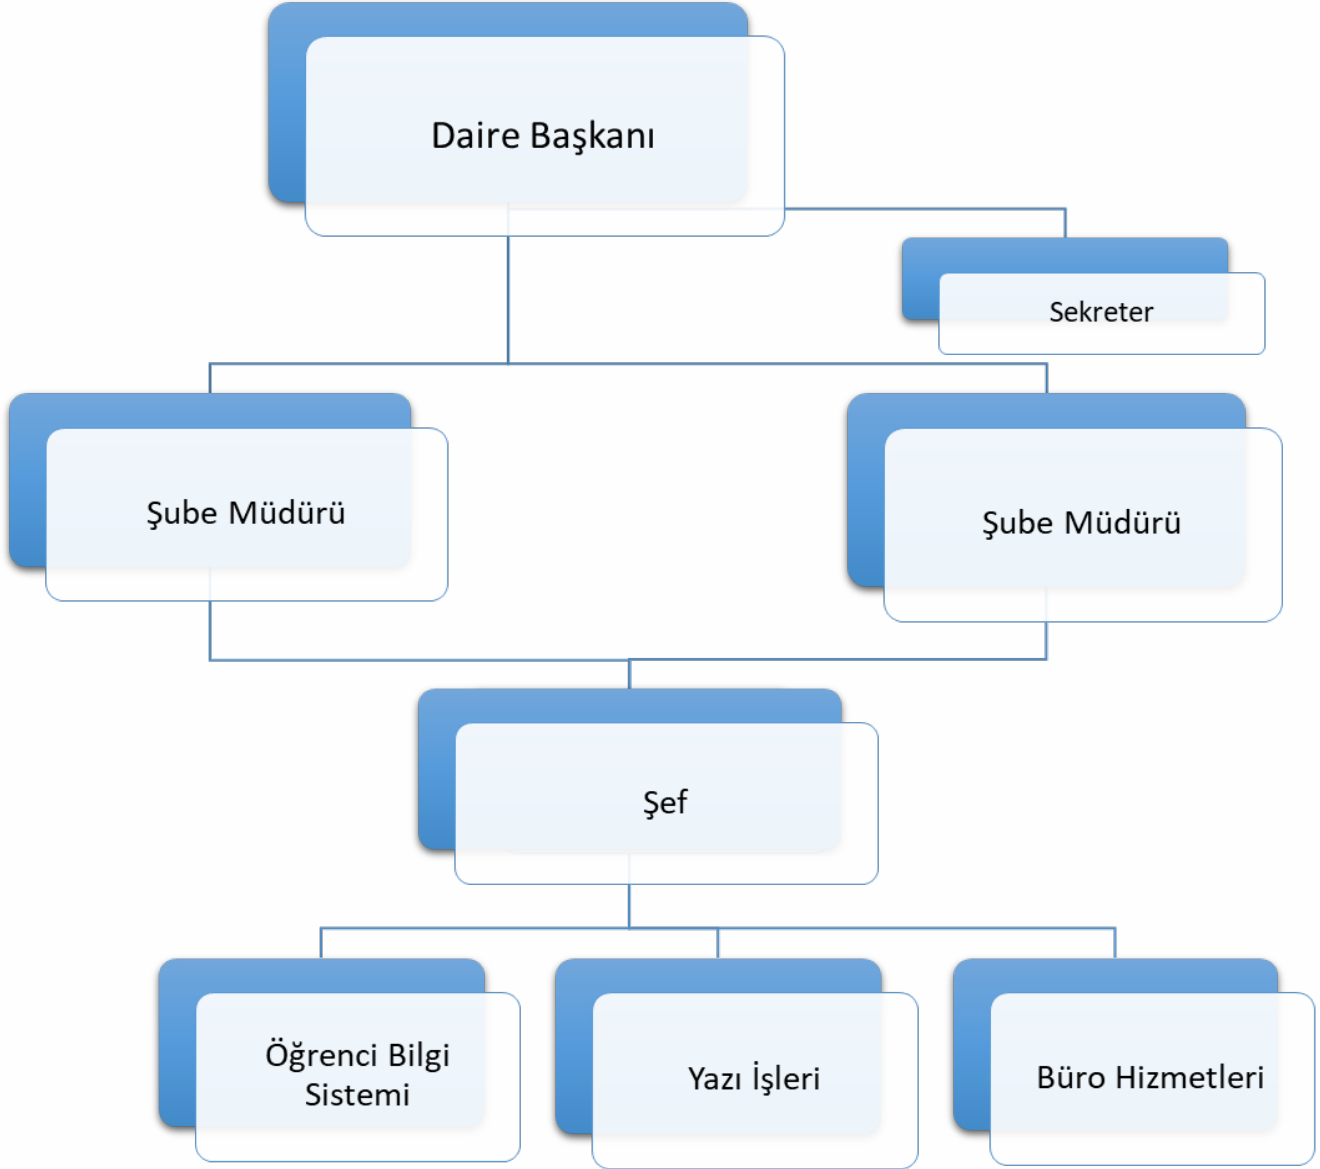 Daire Başkanı
Sekreter
Şube Müdürü
Şube Müdürü
Şef
Öğrenci Bilgi
Sistemi
Yazı İşleri
Büro Hizmetleri